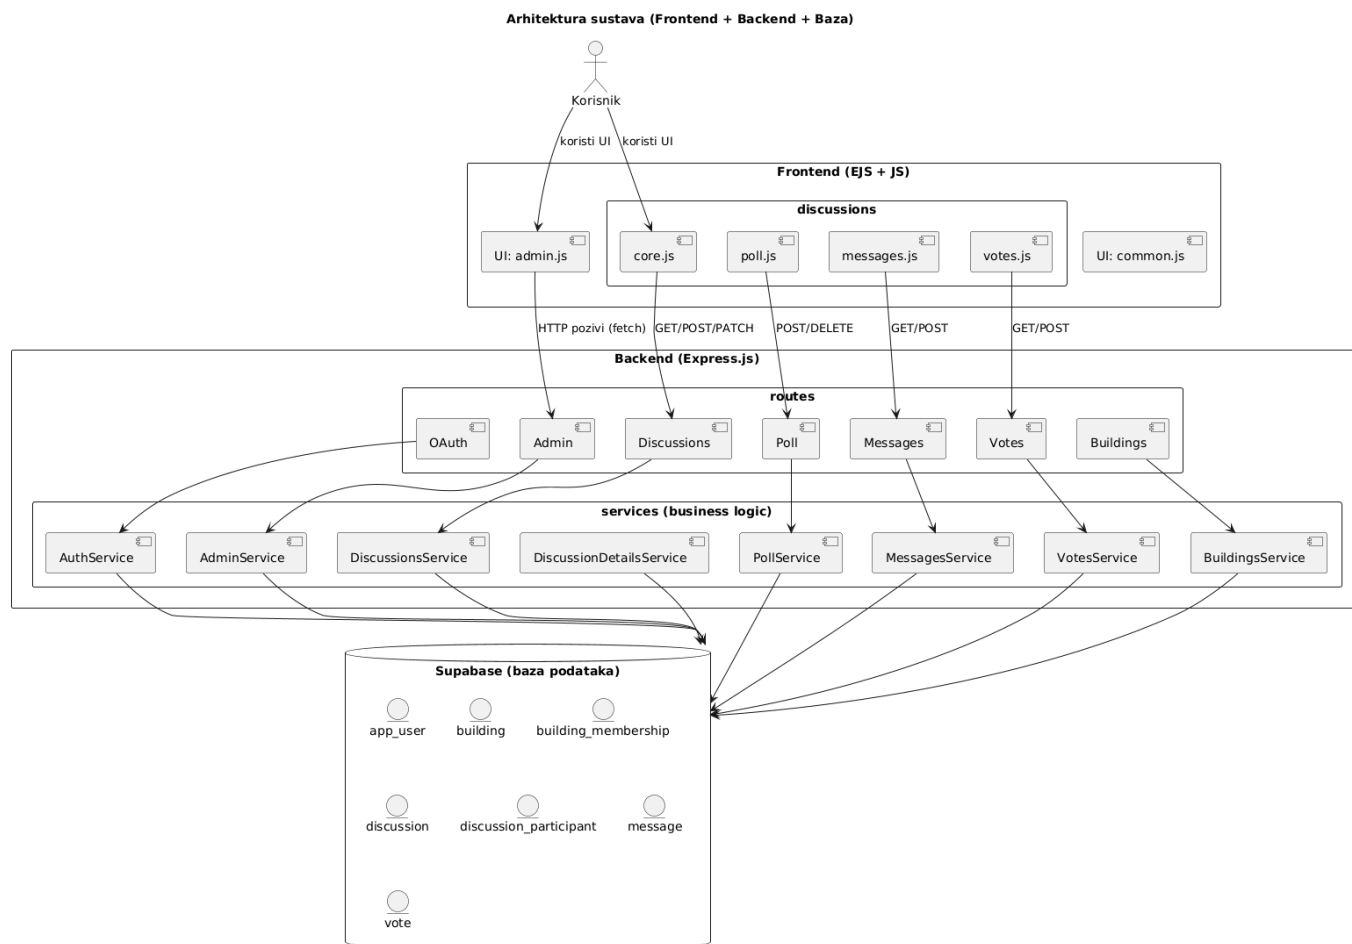 Arhitektura sustava (Frontend + Backend + Baza)
Korisnik
koristi UI
koristi UI
Frontend (EJS + JS)
discussions
UI: admin.js
core.js
poll.js
messages.js
votes.js
UI: common.js
HTTP pozivi (fetch)
GET/POST/PATCH
POST/DELETE
GET/POST
GET/POST
Backend (Express.js)
routes
OAuth
Admin
Discussions
Poll
Messages
Votes
Buildings
services (business logic)
AuthService
AdminService
DiscussionsService
DiscussionDetailsService
PollService
MessagesService
VotesService
BuildingsService
Supabase (baza podataka)
app_user
building
building_membership
discussion
discussion_participant
message
vote